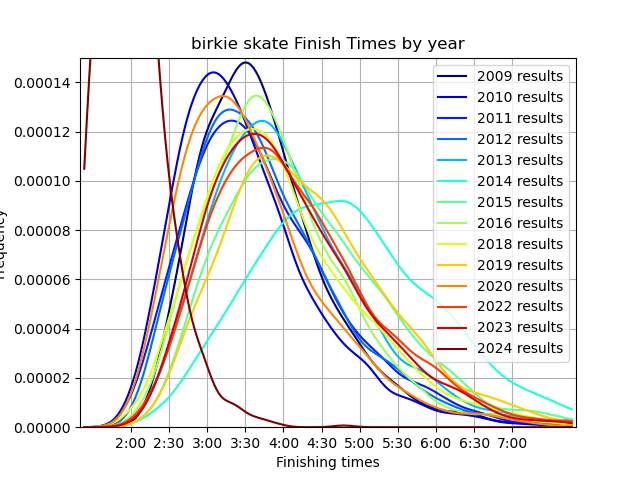 birkie skate Finish Times by year
0.00014
0.00012
0.00010
0.00008
0.00006
0.00004
0.00002
0.00000
2:00 2:30 3:00 3:30 4:00 4:30 5:00 5:30 6:00 6:30 7:00
Finishing times
2009 results
2010 results
2011 results
2012 results
2013 results
2014 results
2015 results
2016 results
2018 results
2019 results
2020 results
2022 results
2023 results
2024 results